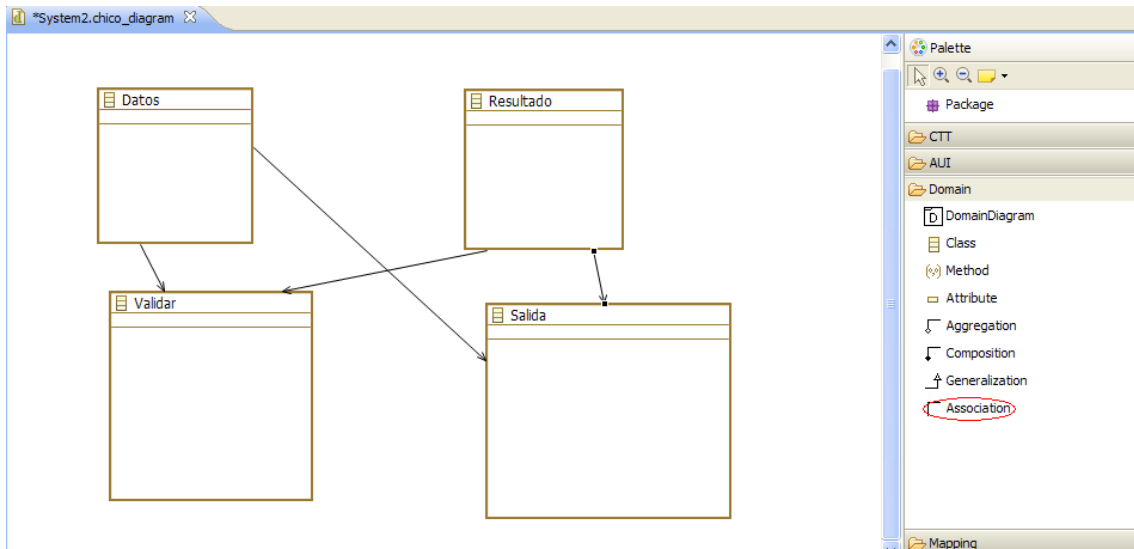 *System2.chico_diagram
Palette
Package
CTT
AUI
Domain
DomainDiagram
Class
Method
Attribute
Aggregation
Composition
Generalization
Association
Mapping
Datos
Resultado
Validar
Salida